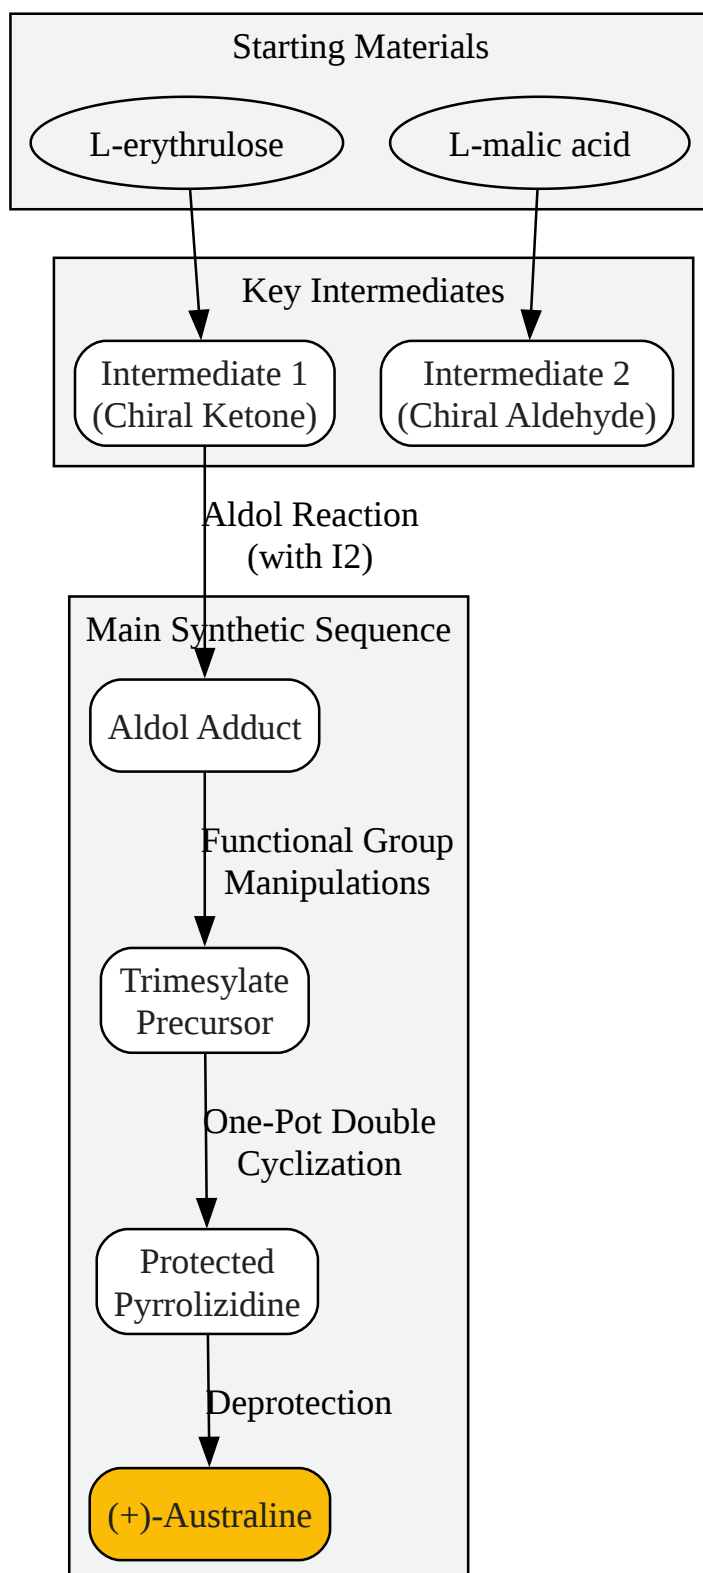 Starting Materials
L-erythrulose
L-malic acid
Key Intermediates
Intermediate 1
(Chiral Ketone)
Intermediate 2
(Chiral Aldehyde)
Aldol Reaction
(with I2)
Main Synthetic Sequence
Aldol Adduct
Functional Group
Manipulations
Trimesylate
Precursor
One-Pot Double
Cyclization
Protected
Pyrrolizidine
Deprotection
(+)-Australine